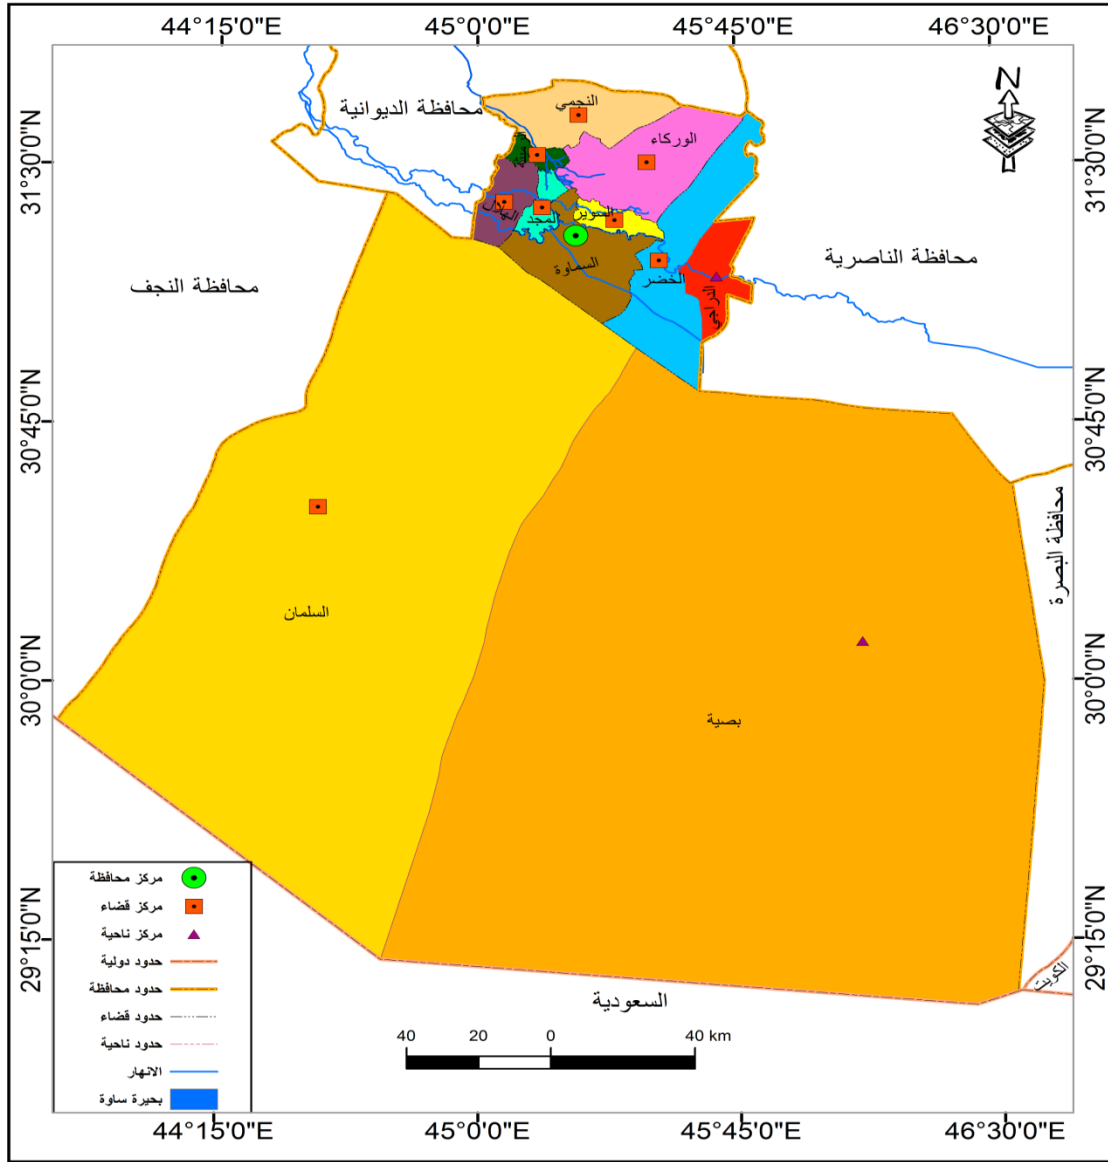 44°15'0"E 45°0'0"E 45°45'0"E 46°30'0"E
N
النجمي
محافظة الديوانية
الوركاء
31°30'0"N 31°30'0"N
الهلال
المجد
السوير
محافظة الناصرية
السماوة
الخضر
محافظة النجف
الدراجي
30°45'0"N 30°45'0"N
محافظة البصرة
السلمان
30°0'0"N 30°0'0"N
بصية
29°15'0"N 29°15'0"N
الكويت
السعودية
مركز محافظة
مركز قضاء
مركز ناحية
حدود دولية
حدود محافظة
حدود قضاء
حدود ناحية
الانهار
بحيرة ساوة
40 20 0 40 km
44°15'0"E 45°0'0"E 45°45'0"E 46°30'0"E